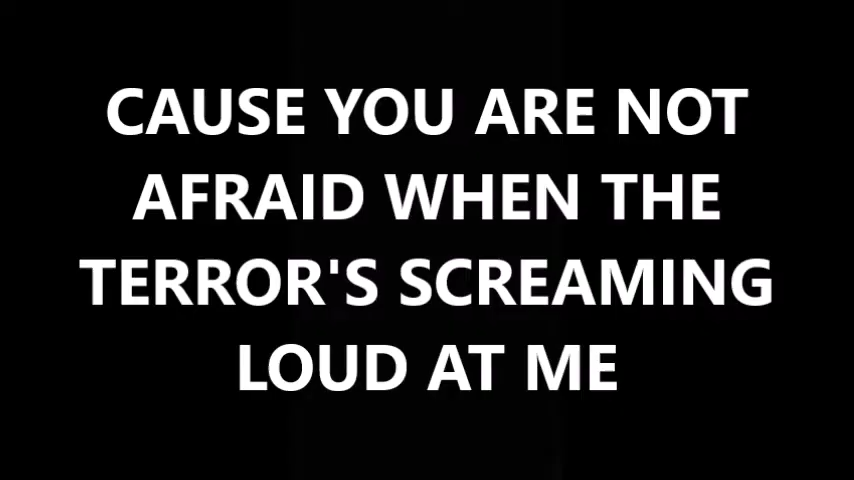 CAUSE YOU ARE NOT
AFRAID WHEN THE
TERROR'S SCREAMING
LOUD AT ME